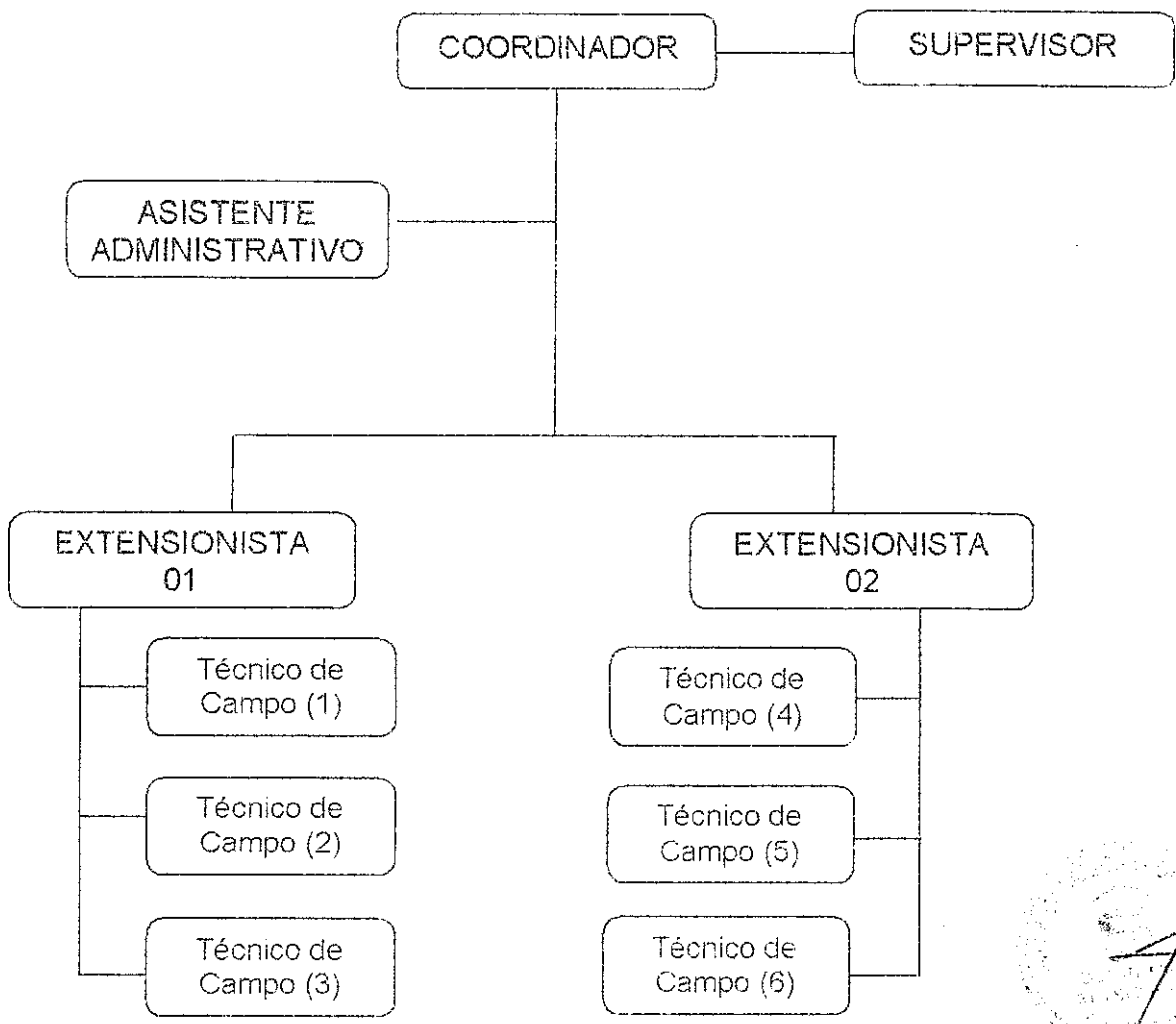 COORDINADOR
SUPERVISOR
ASISTENTE
ADMINISTRATIVO
EXTENSIONISTA
01
EXTENSIONISTA
02
Técnico de
Campo (1)
Técnico de
Campo (2)
Técnico de
Campo (3)
Técnico de
Campo (4)
Técnico de
Campo (5)
Técnico de
Campo (6)